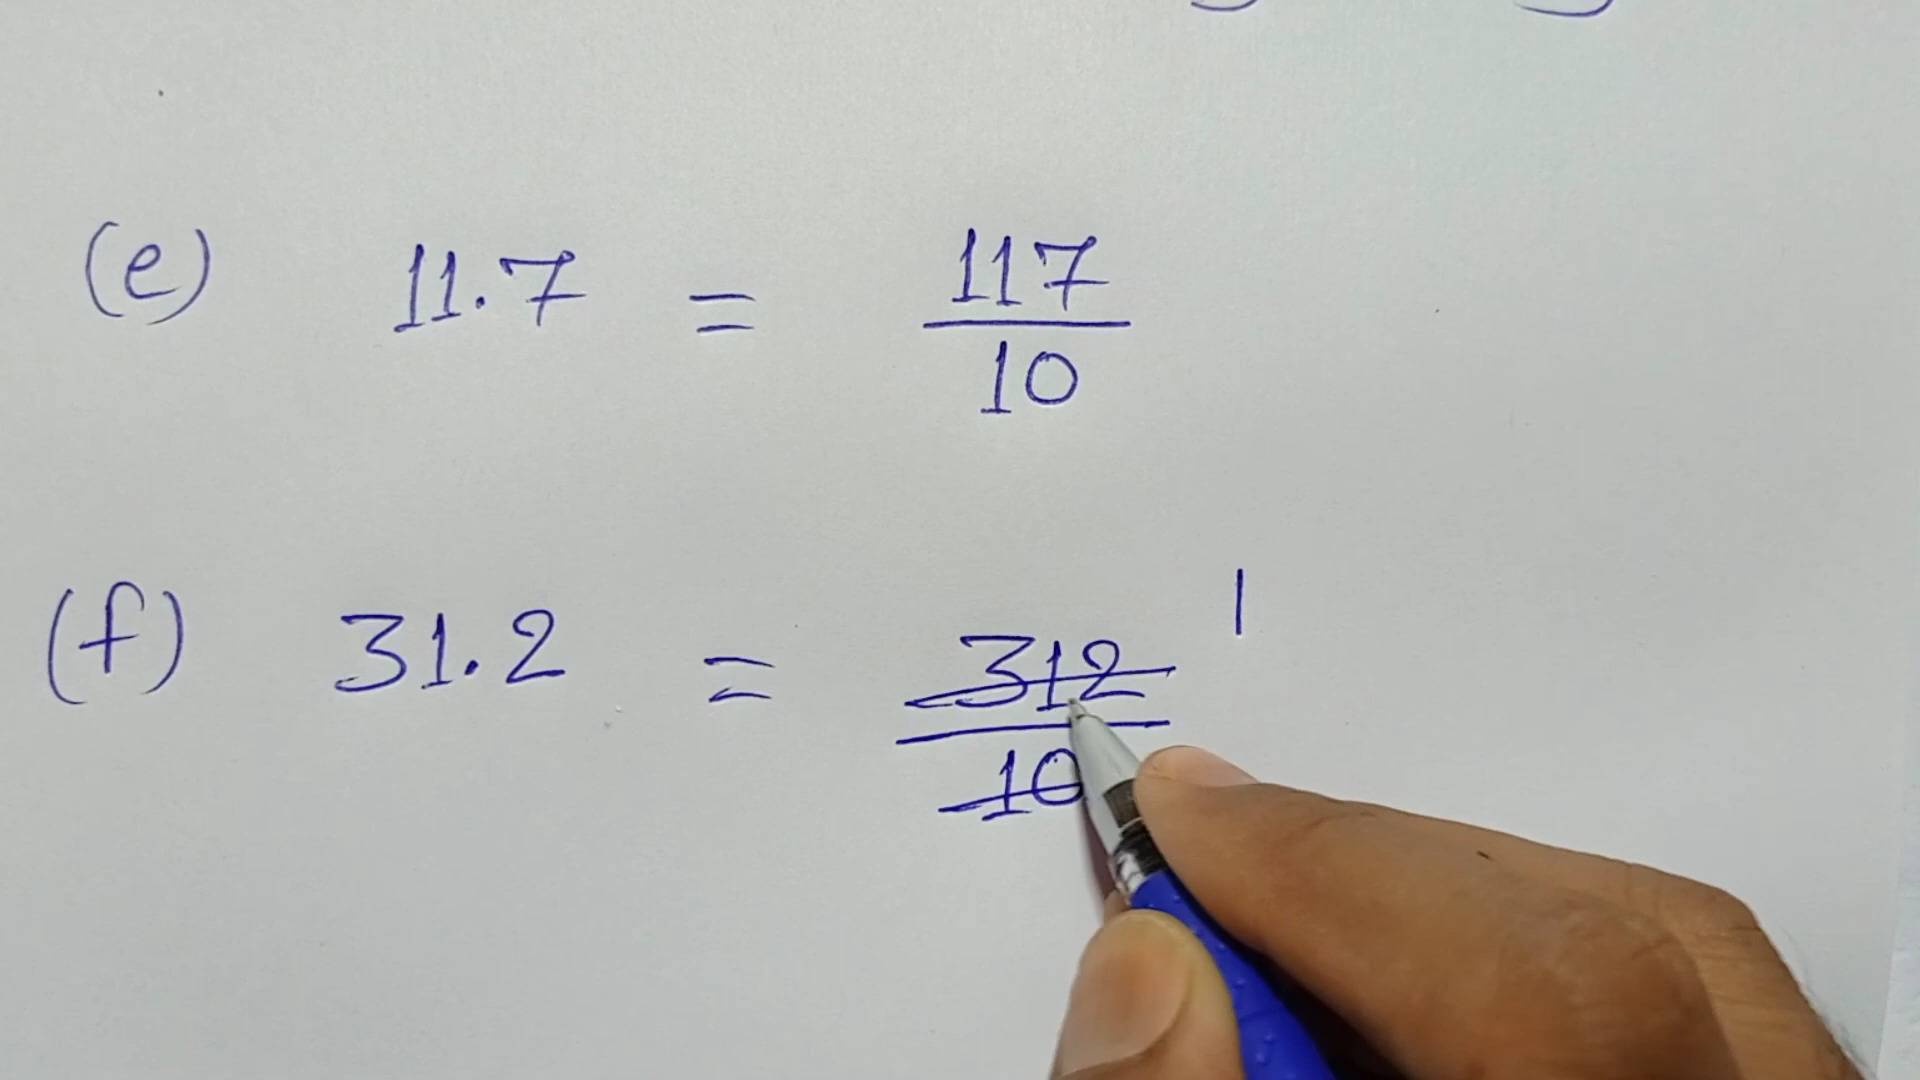 (e) 11.7 = 117/10
(f) 31.2 = 312/10 1